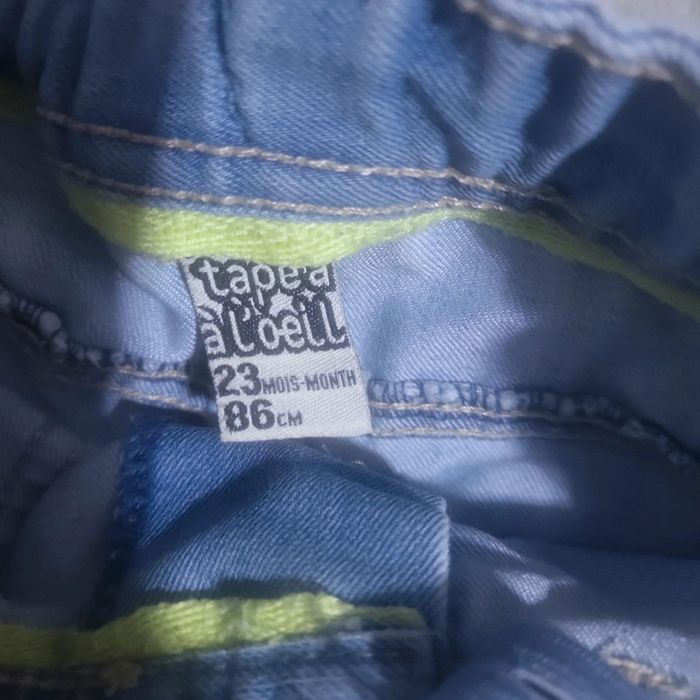 tape à
à l'oeil
23 MOIS-MONTH
86 CM